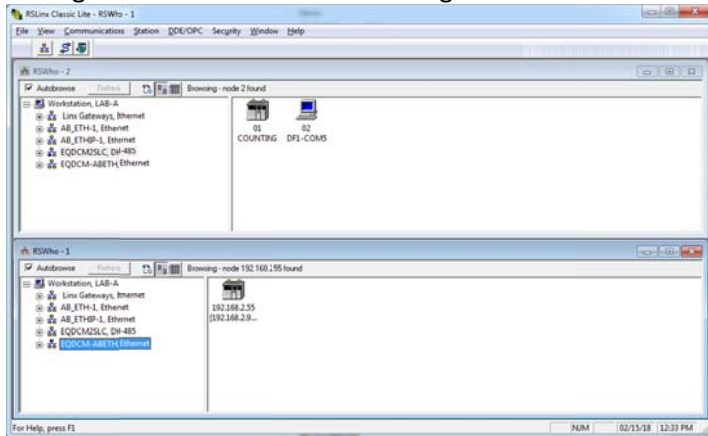 RSLinx Classic Lite - RSWho - 1
File View Communications Station DDE/OPC Security Window Help
RSWho - 2
Autobrowse Refresh Browsing - node 2 found
Workstation, LAB-A
Linx Gateways, Ethernet
AB_ETH-1, Ethernet
AB_ETHIP-1, Ethernet
EQDCM2SLC, DH-485
EQDCM-ABETH, Ethernet
01
COUNTING
02
DF1-COM5
RSWho - 1
Autobrowse Refresh Browsing - node 192.168.2.55 found
Workstation, LAB-A
Linx Gateways, Ethernet
AB_ETH-1, Ethernet
AB_ETHIP-1, Ethernet
EQDCM2SLC, DH-485
EQDCM-ABETH, Ethernet
192.168.2.55
[192.168.2.9...
For Help, press F1 NUM 02/15/18 12:33 PM